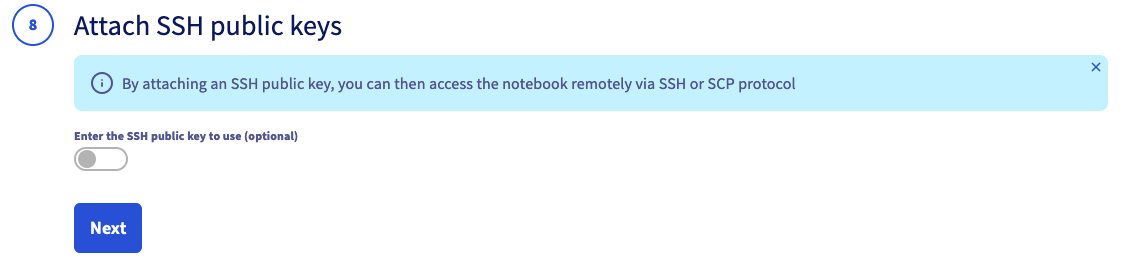 8
Attach SSH public keys
By attaching an SSH public key, you can then access the notebook remotely via SSH or SCP protocol
Enter the SSH public key to use (optional)
Next